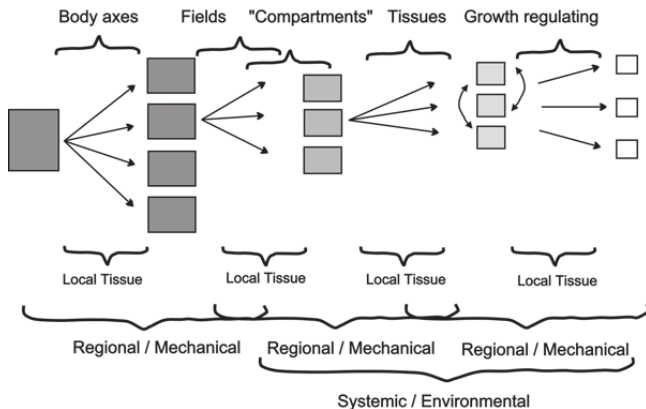 Body axes Fields "Compartments" Tissues Growth regulating
Local Tissue Local Tissue Local Tissue Local Tissue
Regional / Mechanical Regional / Mechanical Regional / Mechanical
Systemic / Environmental